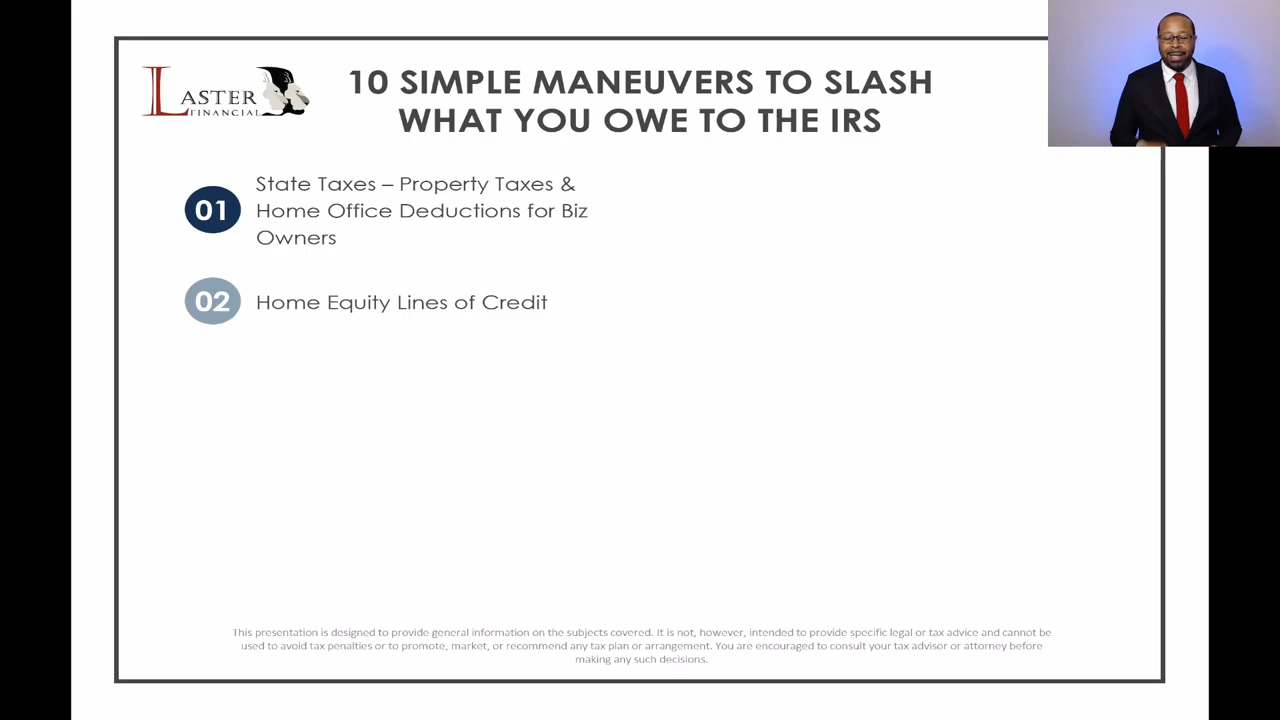 LASTER
FINANCIAL
10 SIMPLE MANEUVERS TO SLASH
WHAT YOU OWE TO THE IRS
01
State Taxes – Property Taxes &
Home Office Deductions for Biz
Owners
02
Home Equity Lines of Credit
This presentation is designed to provide general information on the subjects covered. It is not, however, intended to provide specific legal or tax advice and cannot be
used to avoid tax penalties or to promote, market, or recommend any tax plan or arrangement. You are encouraged to consult your tax advisor or attorney before
making any such decisions.